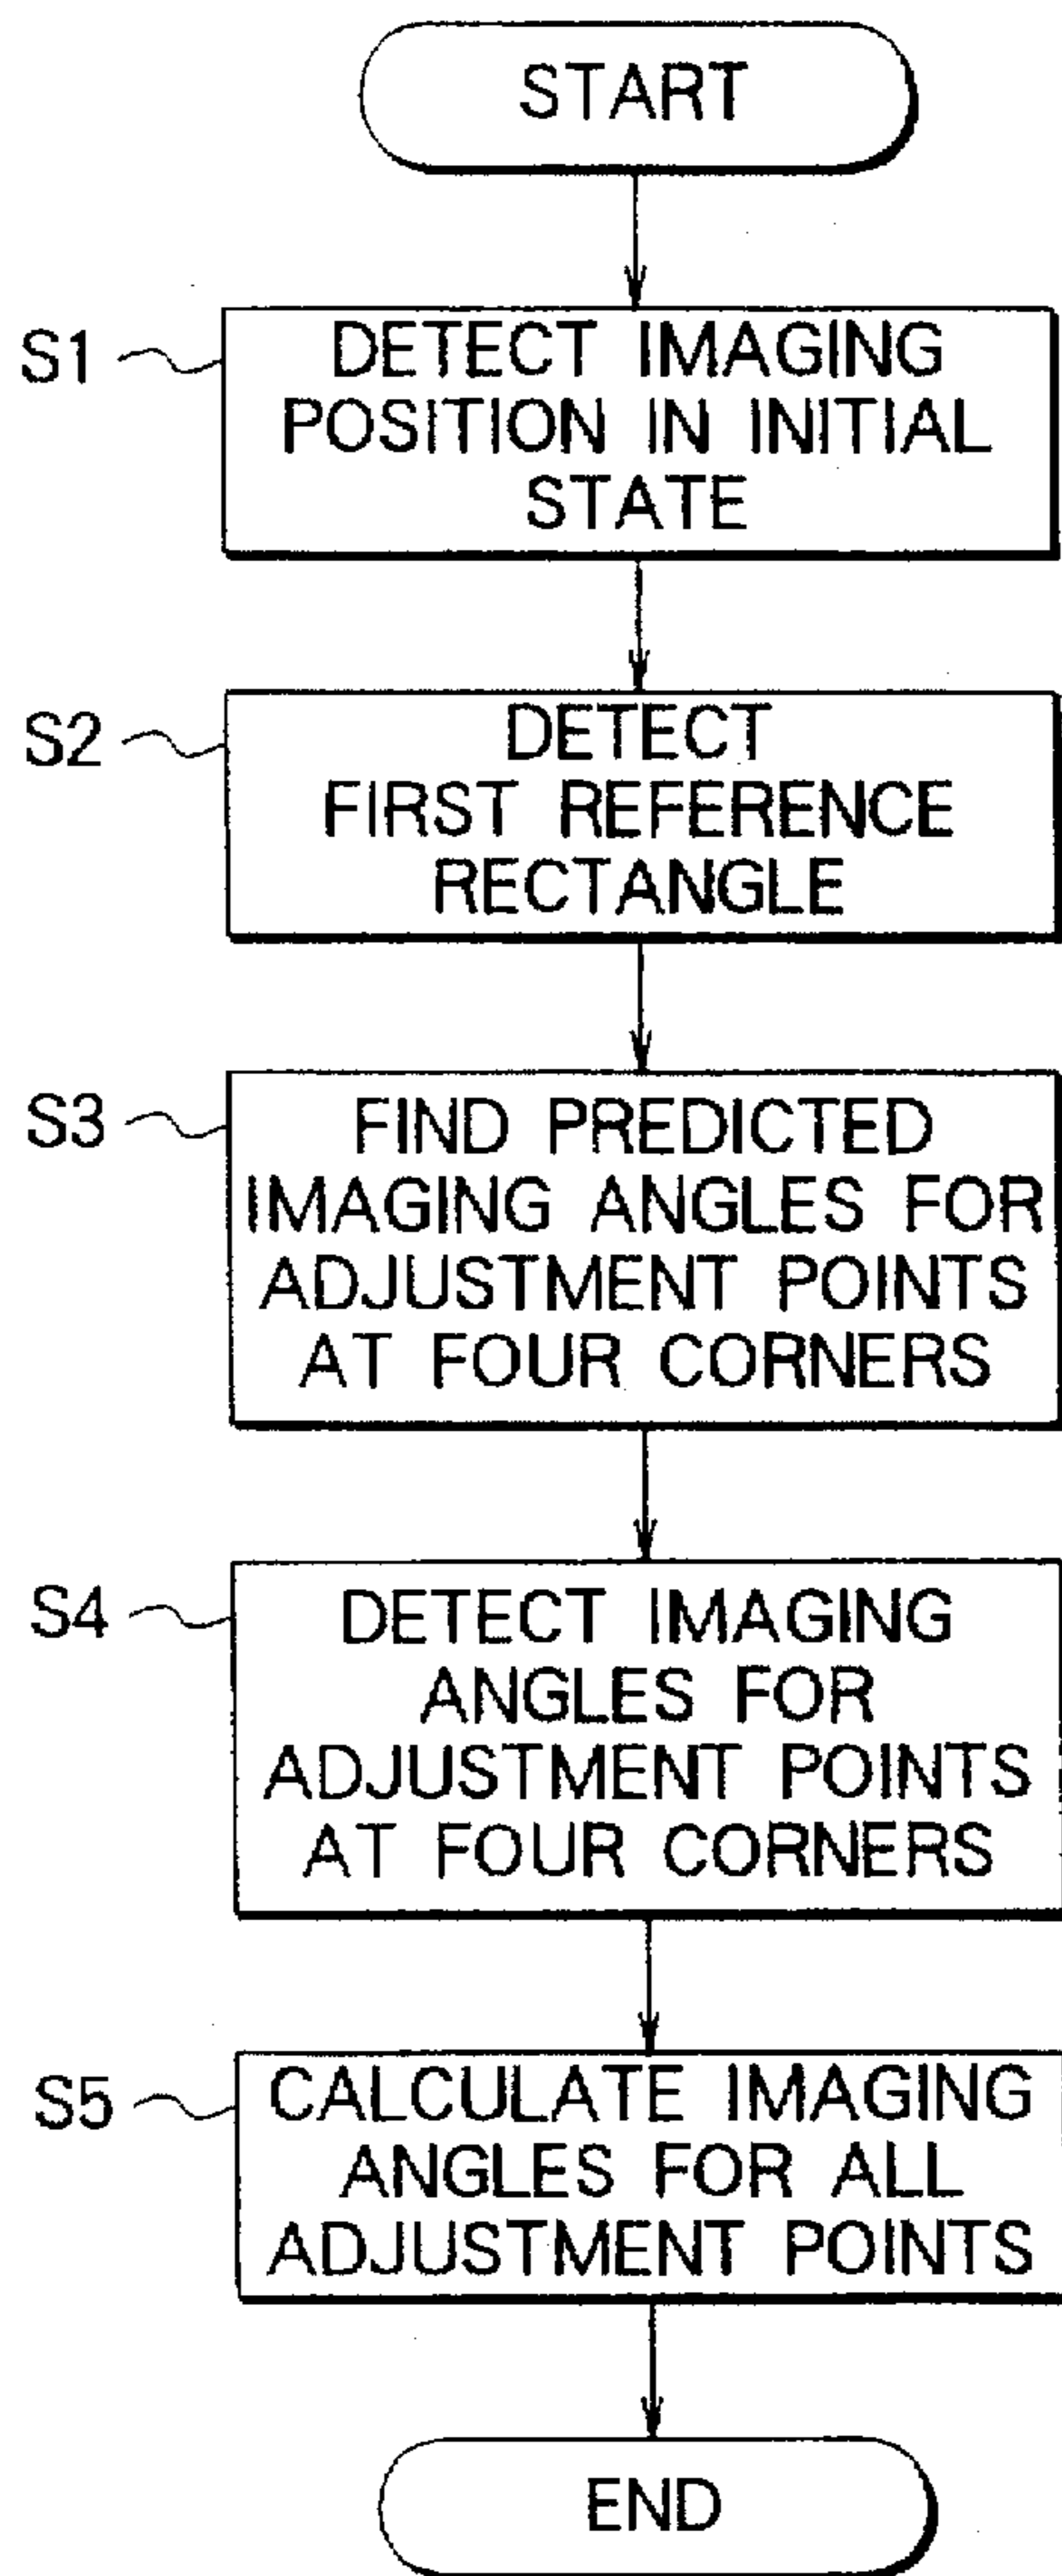 START
S1
DETECT IMAGING
POSITION IN INITIAL
STATE
S2
DETECT
FIRST REFERENCE
RECTANGLE
S3
FIND PREDICTED
IMAGING ANGLES FOR
ADJUSTMENT POINTS
AT FOUR CORNERS
S4
DETECT IMAGING
ANGLES FOR
ADJUSTMENT POINTS
AT FOUR CORNERS
S5
CALCULATE IMAGING
ANGLES FOR ALL
ADJUSTMENT POINTS
END